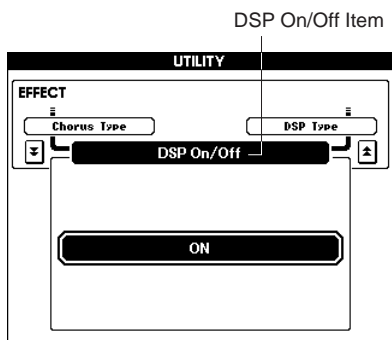 DSP On/Off Item
UTILITY
EFFECT
Chorus Type
DSP Type
DSP On/Off
ON